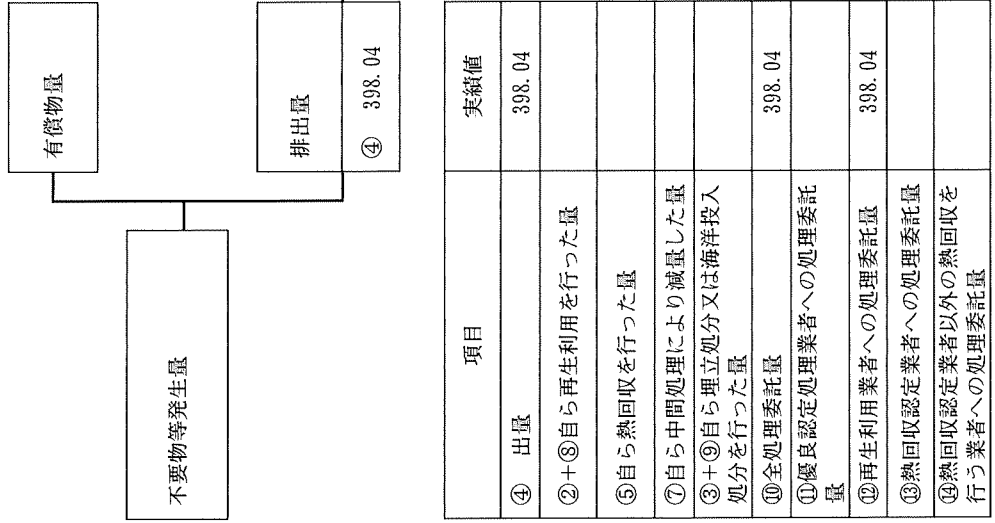 有償物量
不要物等発生量
排出量
④ 398.04
項目 実績値
④ 出量 398.04
②+⑧自ら再生利用を行った量
⑤自ら熱回収を行った量
⑦自ら中間処理により減量した量
③+⑨自ら埋立処分又は海洋投入
処分を行った量
⑩全処理委託量 398.04
⑪優良認定処理業者への処理委託
量
⑫再生利用業者への処理委託量 398.04
⑬熱回収認定業者への処理委託量
⑭熱回収認定業者以外の熱回収を
行う業者への処理委託量